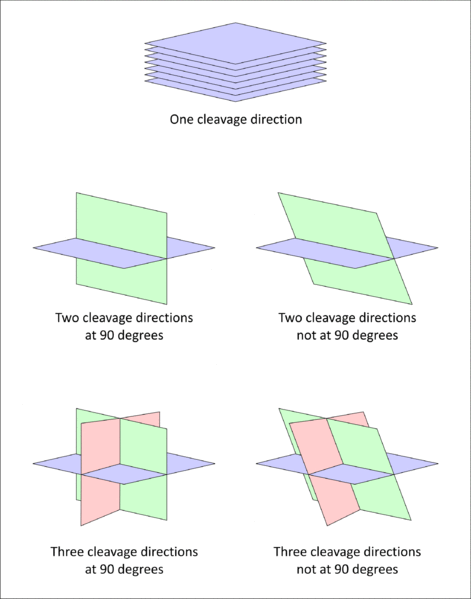 One cleavage direction
Two cleavage directions
at 90 degrees
Two cleavage directions
not at 90 degrees
Three cleavage directions
at 90 degrees
Three cleavage directions
not at 90 degrees